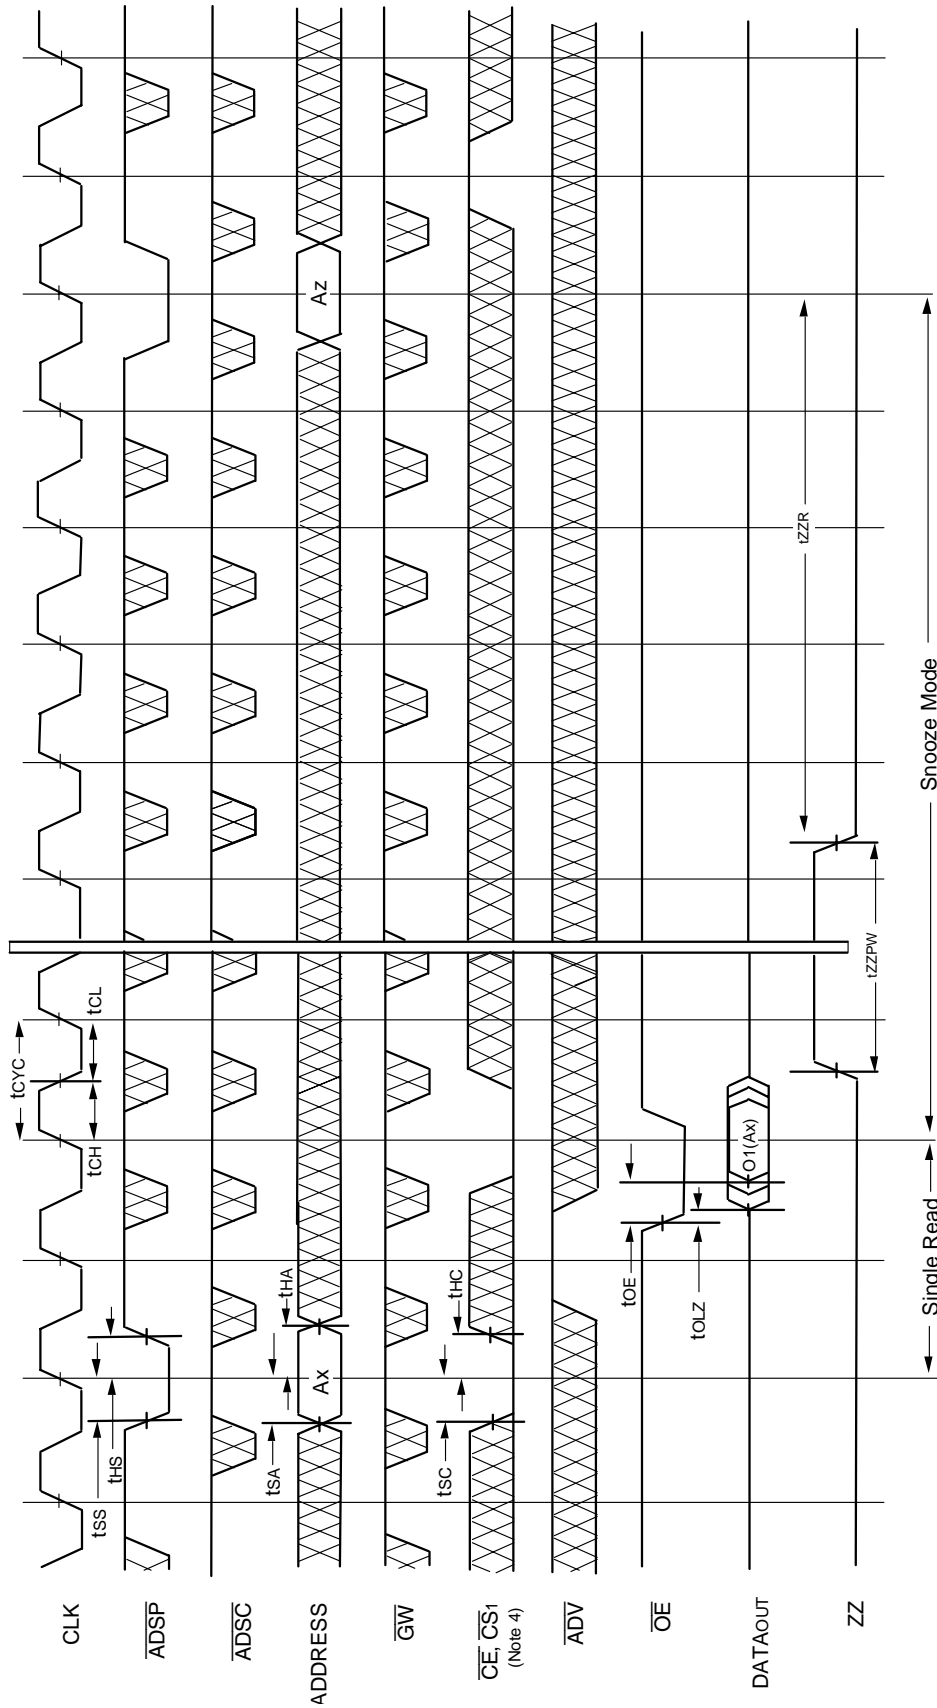 CLK
tCYC
tCH
tCL
ADSP
tSS
tHS
ADSC
ADDRESS
tSA
tHA
Ax
Az
GW
CE, CS1
(Note 4)
tSC
tHC
ADV
OE
tOE
tOLZ
DATAOUT
O1(Ax)
ZZ
tZZPW
tZZR
Single Read
Snooze Mode